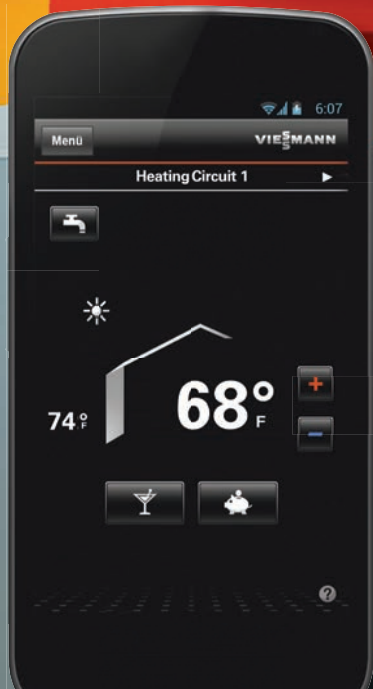 6:07
Menü
VIESSMANN
Heating Circuit 1
74°F
68°F
+
−
?